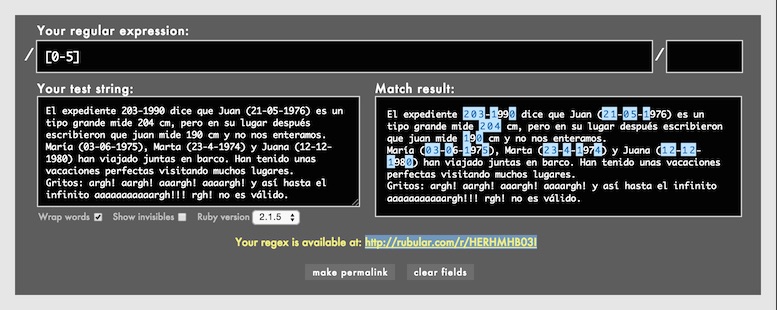 Your regular expression:
/ [0-5] /
Your test string:
El expediente 203-1990 dice que Juan (21-05-1976) es un
tipo grande mide 204 cm, pero en su lugar después
escribieron que juan mide 190 cm y no nos enteramos.
María (03-06-1975), Marta (23-4-1974) y Juana (12-12-
1980) han viajado juntas en barco. Han tenido unas
vacaciones perfectas visitando muchos lugares.
Gritos: argh! aargh! aaargh! aaaargh! y así hasta el
infinito aaaaaaaaaaargh!!! rgh! no es válido.
Match result:
El expediente 203-1990 dice que Juan (21-05-1976) es un
tipo grande mide 204 cm, pero en su lugar después escribieron
que juan mide 190 cm y no nos enteramos.
María (03-06-1975), Marta (23-4-1974) y Juana (12-12-
1980) han viajado juntas en barco. Han tenido unas vacaciones
perfectas visitando muchos lugares.
Gritos: argh! aargh! aaargh! aaaargh! y así hasta el infinito
aaaaaaaaaaargh!!! rgh! no es válido.
Wrap words Show invisibles Ruby version 2.1.5
Your regex is available at: http://rubular.com/r/HERHMHB03I
make permalink clear fields